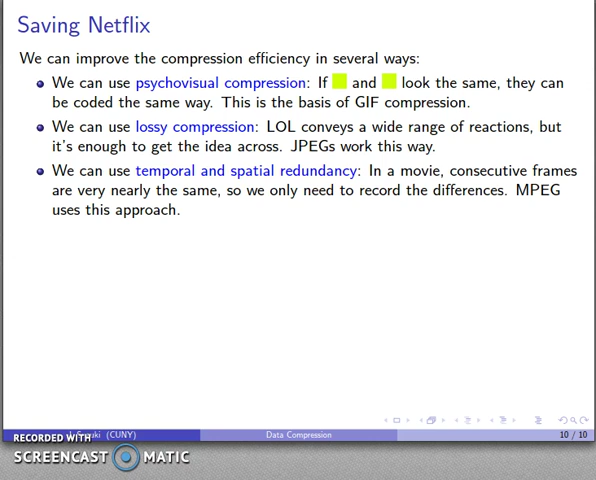 Saving Netflix
We can improve the compression efficiency in several ways:
We can use psychovisual compression: If and look the same, they can
be coded the same way. This is the basis of GIF compression.
We can use lossy compression: LOL conveys a wide range of reactions, but
it's enough to get the idea across. JPEGs work this way.
We can use temporal and spatial redundancy: In a movie, consecutive frames
are very nearly the same, so we only need to record the differences. MPEG
uses this approach.
(CUNY) Data Compression 10 / 10
RECORDED WITH
SCREENCAST MATIC